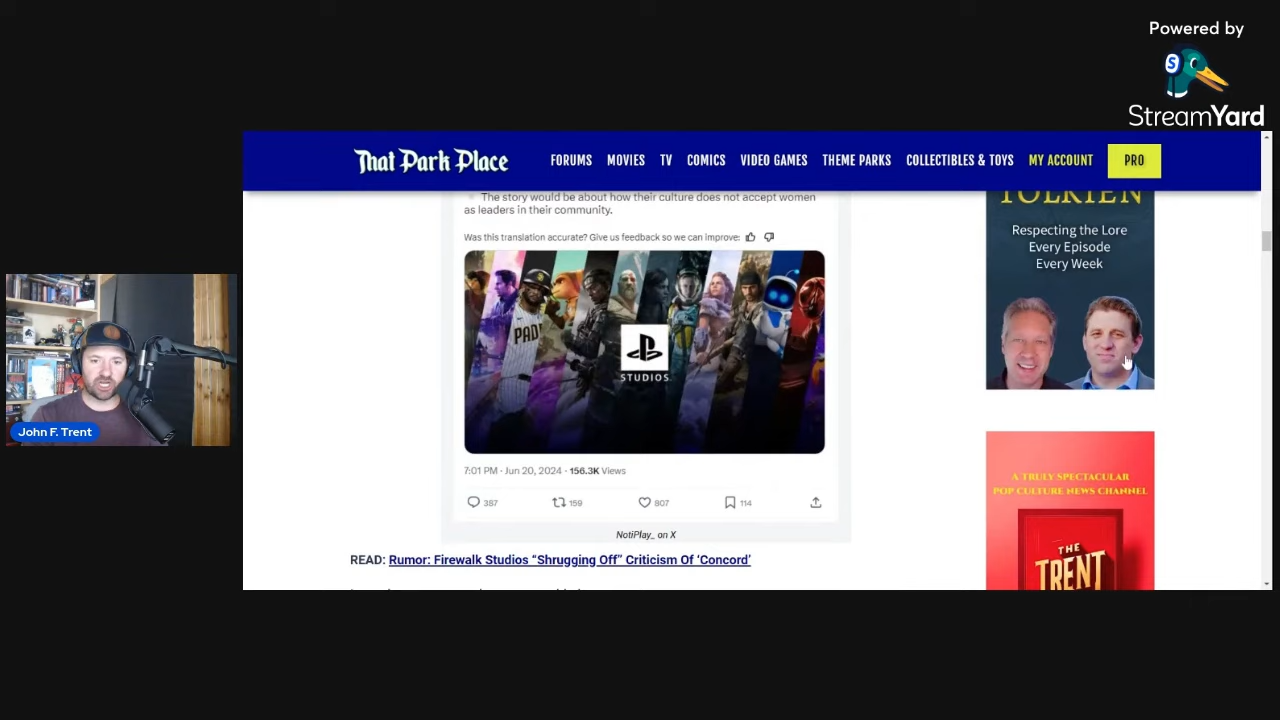 Powered by
StreamYard
That Park Place
FORUMS MOVIES TV COMICS VIDEO GAMES THEME PARKS COLLECTIBLES & TOYS MY ACCOUNT PRO
The story would be about how their culture does not accept women
as leaders in their community.
Was this translation accurate? Give us feedback so we can improve:
PAD
STUDIOS
7:01 PM · Jun 20, 2024 · 156.3K Views
387 159 807 114
NotiPlay_ on X
READ: Rumor: Firewalk Studios “Shrugging Off” Criticism Of ‘Concord’
TOLKIEN
Respecting the Lore
Every Episode
Every Week
A TRULY SPECTACULAR
POP CULTURE NEWS CHANNEL
THE
TRENT
John F. Trent